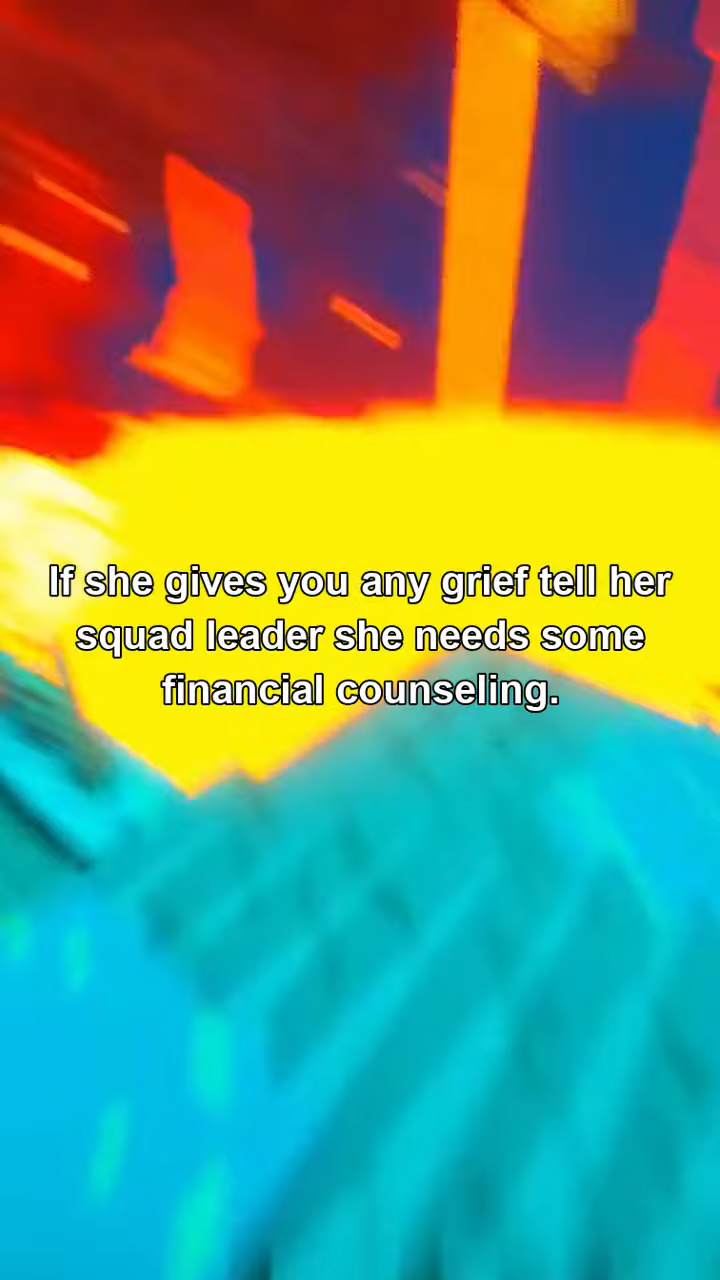 If she gives you any grief tell her
squad leader she needs some
financial counseling.